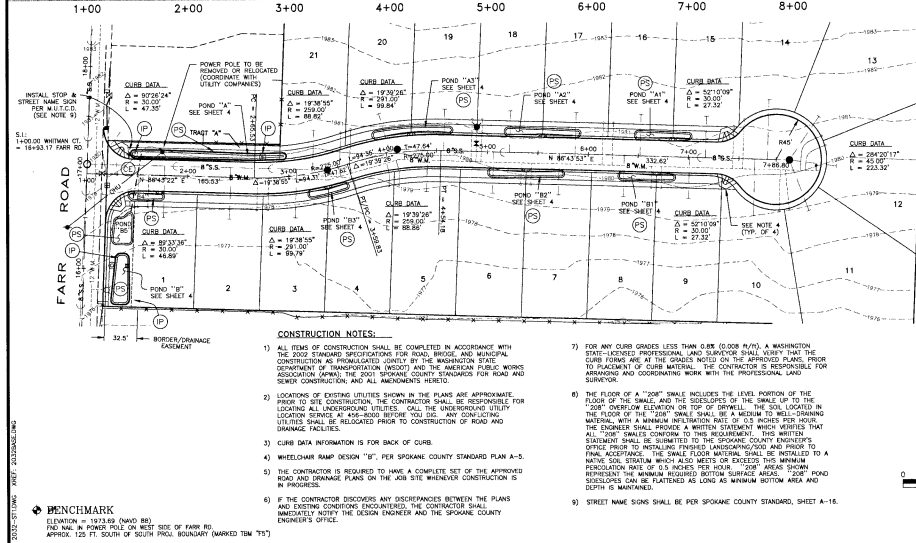 1+00 2+00 3+00 4+00 5+00 6+00 7+00 8+00
INSTALL STOP &
STREET NAME SIGN
PER M.U.T.C.D.
(SEE NOTE 9)
S.I.:
1+00.00 WHITMAN CT.
= 16+93.17 FARR RD.
CURB DATA
Δ = 90°26'24"
R = 30.00'
L = 47.35'
POWER POLE TO BE
REMOVED OR RELOCATED
(COORDINATE WITH
UTILITY COMPANIES)
POND "A"
SEE SHEET 4
TRACT "A"
CURB DATA
Δ = 19°38'55"
R = 259.00'
L = 88.82'
CURB DATA
Δ = 19°39'26"
R = 291.00'
L = 99.84'
POND "A3"
SEE SHEET 4
POND "A2"
SEE SHEET 4
POND "A1"
SEE SHEET 4
CURB DATA
Δ = 52°10'09"
R = 30.00'
L = 27.32'
R45'
CURB DATA
Δ = 284°20'17"
R = 45.00'
L = 223.32'
21
20
19
18
17
16
15
14
13
12
11
10
9
8
7
6
5
4
3
2
1
N 86°43'22" E 165.53'
N 86°43'53" E 332.62'
7+86.80
PT/PC = 3+59.83
FARR ROAD
CURB DATA
Δ = 89°33'36"
R = 30.00'
L = 46.89'
CURB DATA
Δ = 19°38'55"
R = 291.00'
L = 99.79'
POND "B3"
SEE SHEET 4
CURB DATA
Δ = 19°39'26"
R = 259.00'
L = 88.86'
POND "B2"
SEE SHEET 4
POND "B1"
SEE SHEET 4
CURB DATA
Δ = 52°10'09"
R = 30.00'
L = 27.32'
SEE NOTE 4
(TYP. OF 4)
POND
"B5"
POND "B"
SEE SHEET 4
32.5'
BORDER/DRAINAGE
EASEMENT
CONSTRUCTION NOTES:
1) ALL ITEMS OF CONSTRUCTION SHALL BE COMPLETED IN ACCORDANCE WITH
THE 2002 STANDARD SPECIFICATIONS FOR ROAD, BRIDGE, AND MUNICIPAL
CONSTRUCTION AS PROMULGATED JOINTLY BY THE WASHINGTON STATE
DEPARTMENT OF TRANSPORTATION (WSDOT) AND THE AMERICAN PUBLIC WORKS
ASSOCIATION (APWA); THE 2001 SPOKANE COUNTY STANDARDS FOR ROAD AND
SEWER CONSTRUCTION; AND ALL AMENDMENTS HERETO.
2) LOCATIONS OF EXISTING UTILITIES SHOWN IN THE PLANS ARE APPROXIMATE.
PRIOR TO SITE CONSTRUCTION, THE CONTRACTOR SHALL BE RESPONSIBLE FOR
LOCATING ALL UNDERGROUND UTILITIES. CALL THE UNDERGROUND UTILITY
LOCATION SERVICE AT 456-8000 BEFORE YOU DIG. ANY CONFLICTING
UTILITIES SHALL BE RELOCATED PRIOR TO CONSTRUCTION OF ROAD AND
DRAINAGE FACILITIES.
3) CURB DATA INFORMATION IS FOR BACK OF CURB.
4) WHEELCHAIR RAMP DESIGN "B", PER SPOKANE COUNTY STANDARD PLAN A-5.
5) THE CONTRACTOR IS REQUIRED TO HAVE A COMPLETE SET OF THE APPROVED
ROAD AND DRAINAGE PLANS ON THE JOB SITE WHENEVER CONSTRUCTION IS
IN PROGRESS.
6) IF THE CONTRACTOR DISCOVERS ANY DISCREPANCIES BETWEEN THE PLANS
AND EXISTING CONDITIONS ENCOUNTERED, THE CONTRACTOR SHALL
IMMEDIATELY NOTIFY THE DESIGN ENGINEER AND THE SPOKANE COUNTY
ENGINEER'S OFFICE.
7) FOR ANY CURB GRADES LESS THAN 0.8% (0.008 ft/ft), A WASHINGTON
STATE-LICENSED PROFESSIONAL LAND SURVEYOR SHALL VERIFY THAT THE
CURB FORMS ARE AT THE GRADES NOTED ON THE APPROVED PLANS, PRIOR
TO PLACEMENT OF CURB MATERIAL. THE CONTRACTOR IS RESPONSIBLE FOR
ARRANGING AND COORDINATING WORK WITH THE PROFESSIONAL LAND
SURVEYOR.
8) THE FLOOR OF A "208" SWALE INCLUDES THE LEVEL PORTION OF THE
FLOOR OF THE SWALE, AND THE SIDESLOPES OF THE SWALE UP TO THE
"208" OVERFLOW ELEVATION OR TOP OF DRYWELL. THE SOIL LOCATED IN
THE FLOOR OF THE "208" SWALE SHALL BE A MEDIUM TO WELL-DRAINING
MATERIAL, WITH A MINIMUM INFILTRATION RATE OF 0.5 INCHES PER HOUR.
THE ENGINEER SHALL PROVIDE A WRITTEN STATEMENT WHICH VERIFIES THAT
ALL "208" SWALES CONFORM TO THIS REQUIREMENT. THIS WRITTEN
STATEMENT SHALL BE SUBMITTED TO THE SPOKANE COUNTY ENGINEER'S
OFFICE PRIOR TO INSTALLING FINISHED LANDSCAPING/SOD AND PRIOR TO
FINAL ACCEPTANCE. THE SWALE FLOOR MATERIAL SHALL BE INSTALLED TO A
NATIVE SOIL STRATUM WHICH ALSO MEETS OR EXCEEDS THIS MINIMUM
PERCOLATION RATE OF 0.5 INCHES PER HOUR. "208" AREAS SHOWN
REPRESENT THE MINIMUM REQUIRED BOTTOM SURFACE AREAS. "208" POND
SIDESLOPES CAN BE FLATTENED AS LONG AS MINIMUM BOTTOM AREA AND
DEPTH IS MAINTAINED.
9) STREET NAME SIGNS SHALL BE PER SPOKANE COUNTY STANDARD, SHEET A-16.
BENCHMARK
ELEVATION = 1973.69 (NAVD 88)
FND NAIL IN POWER POLE ON WEST SIDE OF FARR RD.
APPROX. 125 FT. SOUTH OF SOUTH PROJ. BOUNDARY (MARKED TBM "F5")
2032-ST1.DWG
0